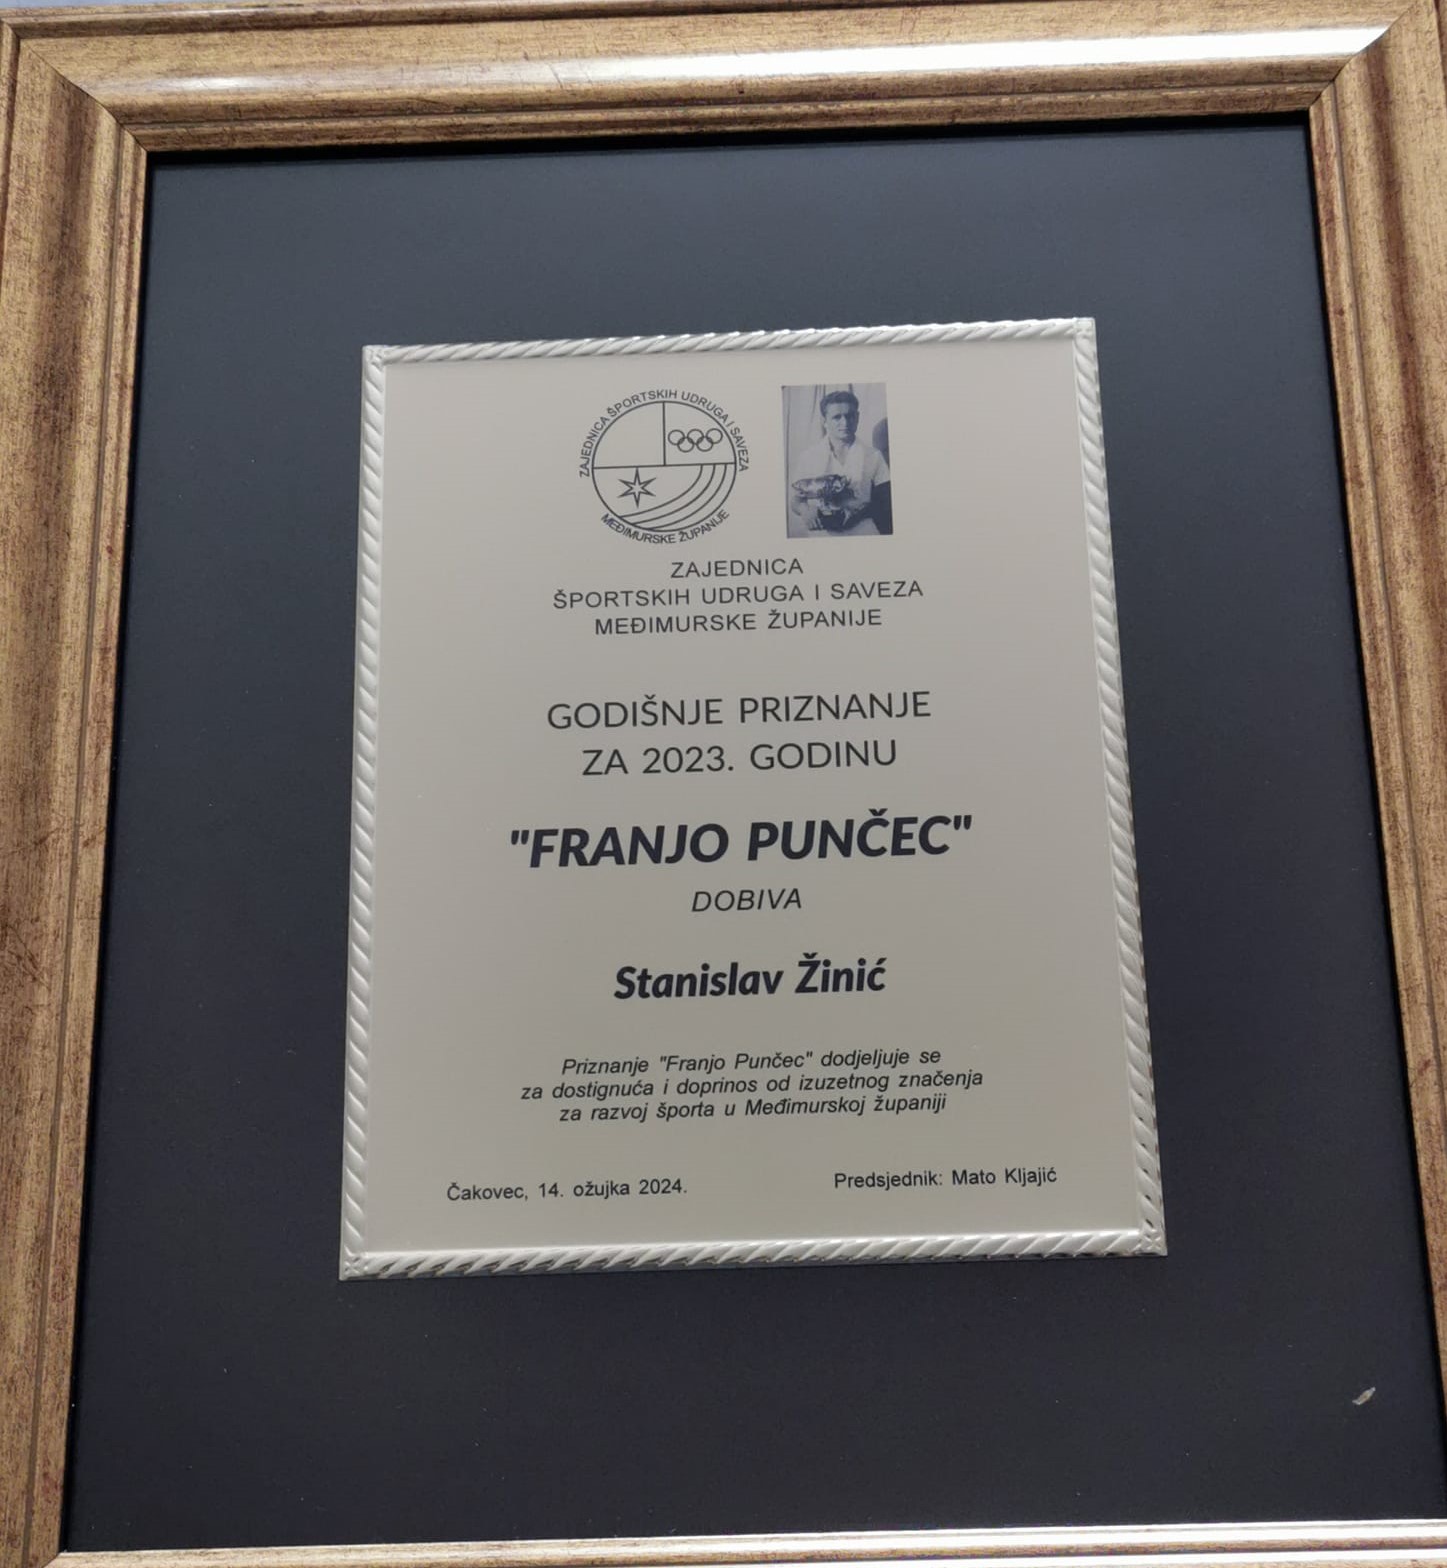 ZAJEDNICA ŠPORTSKIH UDRUGA I SAVEZA
MEĐIMURSKE ŽUPANIJE
ZAJEDNICA
ŠPORTSKIH UDRUGA I SAVEZA
MEĐIMURSKE ŽUPANIJE
GODIŠNJE PRIZNANJE
ZA 2023. GODINU
"FRANJO PUNČEC"
DOBIVA
Stanislav Žinić
Priznanje "Franjo Punčec" dodjeljuje se
za dostignuća i doprinos od izuzetnog značenja
za razvoj športa u Međimurskoj županiji
Čakovec, 14. ožujka 2024. Predsjednik: Mato Kljajić